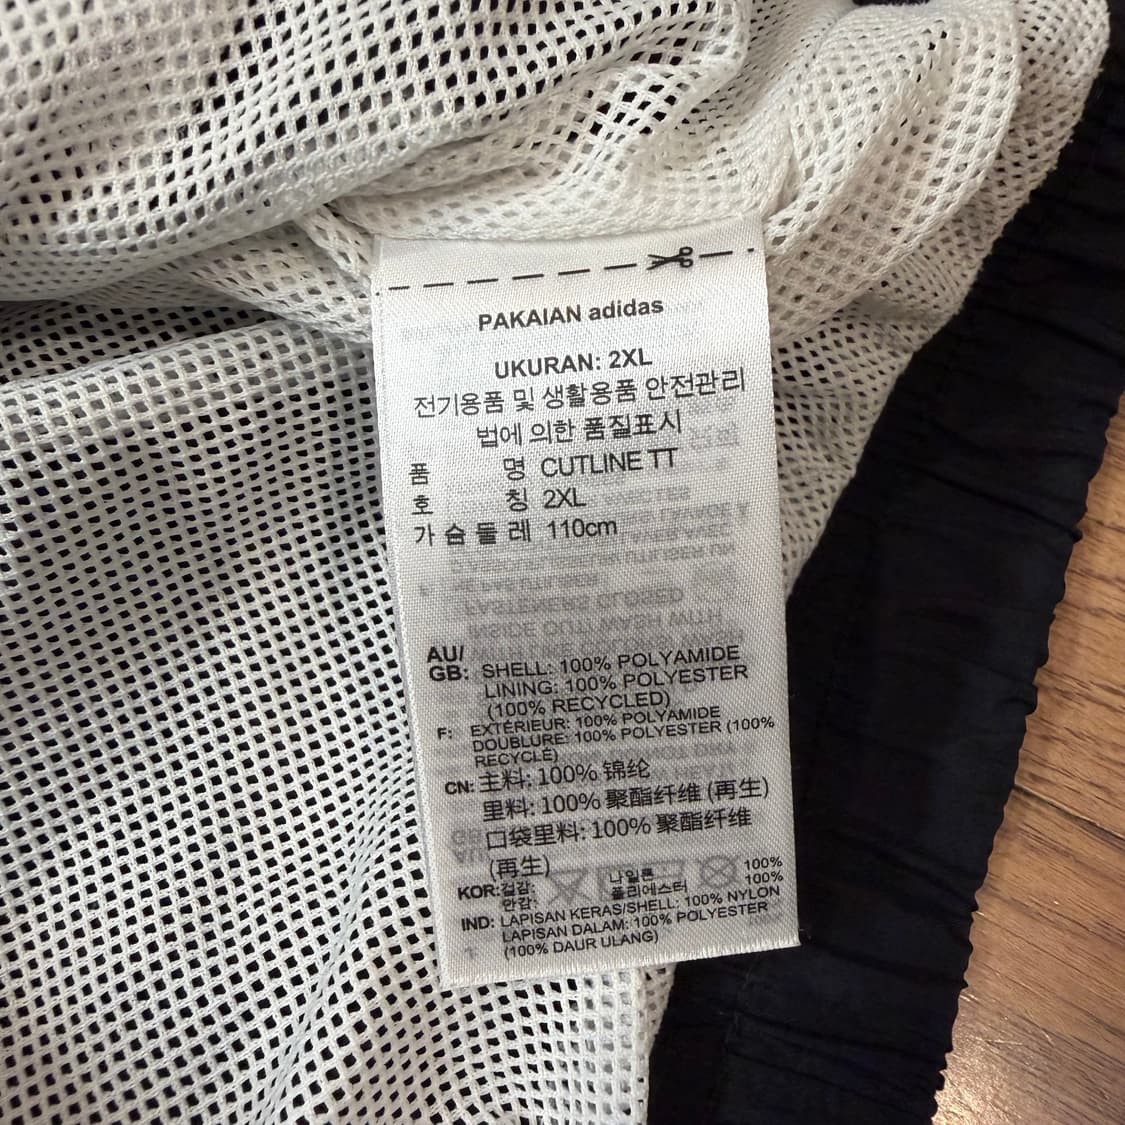 PAKAIAN adidas
UKURAN: 2XL
전기용품 및 생활용품 안전관리
법에 의한 품질표시
품 명 CUTLINE TT
호 칭 2XL
가슴둘레 110cm
AU/
GB: SHELL: 100% POLYAMIDE
LINING: 100% POLYESTER
(100% RECYCLED)
F: EXTÉRIEUR: 100% POLYAMIDE
DOUBLURE: 100% POLYESTER (100%
RECYCLÉ)
CN: 主料: 100% 锦纶
里料: 100% 聚酯纤维 (再生)
口袋里料: 100% 聚酯纤维
(再生)
KOR: 겉감: 나일론 100%
안감: 폴리에스터 100%
IND: LAPISAN KERAS/SHELL: 100% NYLON
LAPISAN DALAM: 100% POLYESTER
(100% DAUR ULANG)